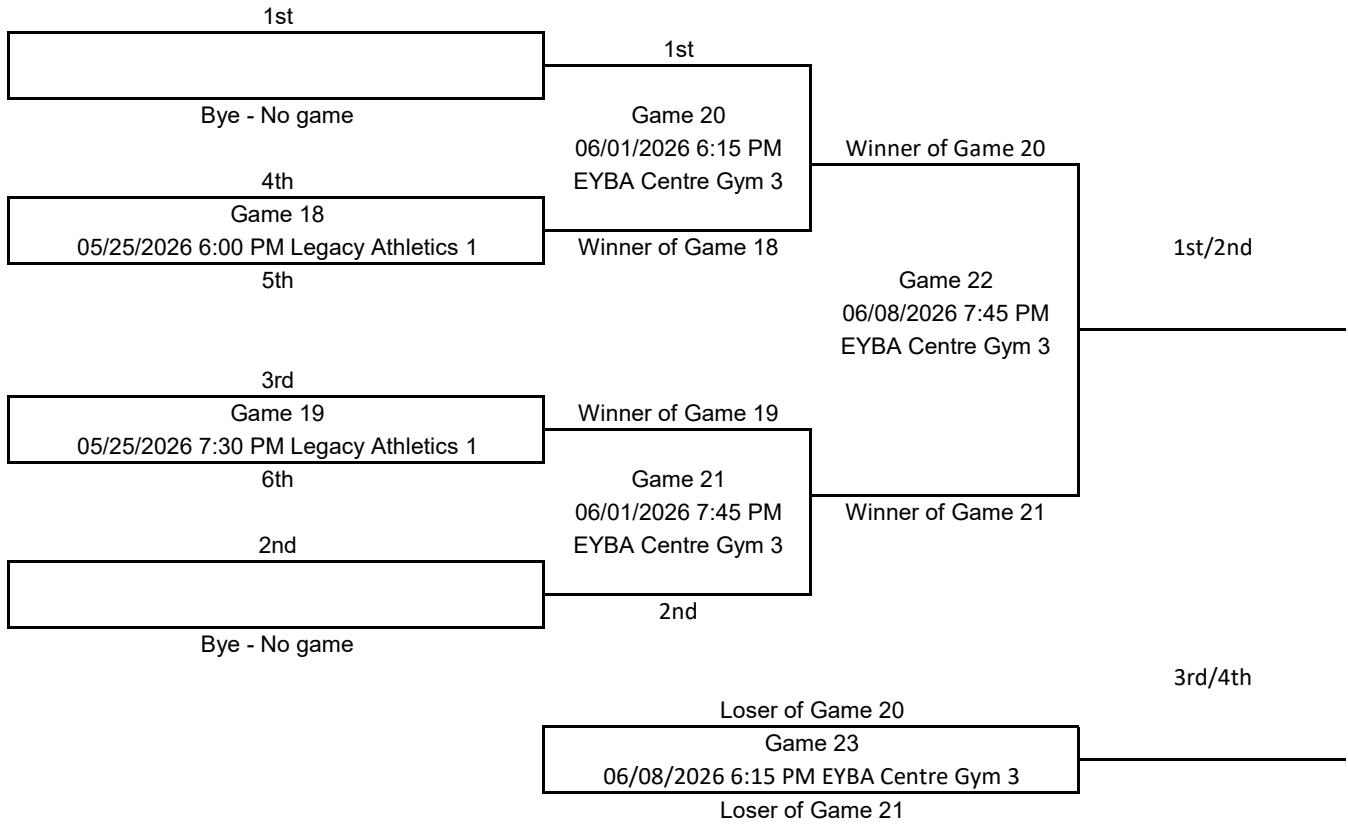 1st
Bye - No game
4th
Game 18
05/25/2026 6:00 PM Legacy Athletics 1
5th
3rd
Game 19
05/25/2026 7:30 PM Legacy Athletics 1
6th
2nd
Bye - No game
1st
Game 20
06/01/2026 6:15 PM
EYBA Centre Gym 3
Winner of Game 18
Winner of Game 19
Game 21
06/01/2026 7:45 PM
EYBA Centre Gym 3
2nd
Winner of Game 20
Game 22
06/08/2026 7:45 PM
EYBA Centre Gym 3
Winner of Game 21
1st/2nd
Loser of Game 20
Game 23
06/08/2026 6:15 PM EYBA Centre Gym 3
Loser of Game 21
3rd/4th